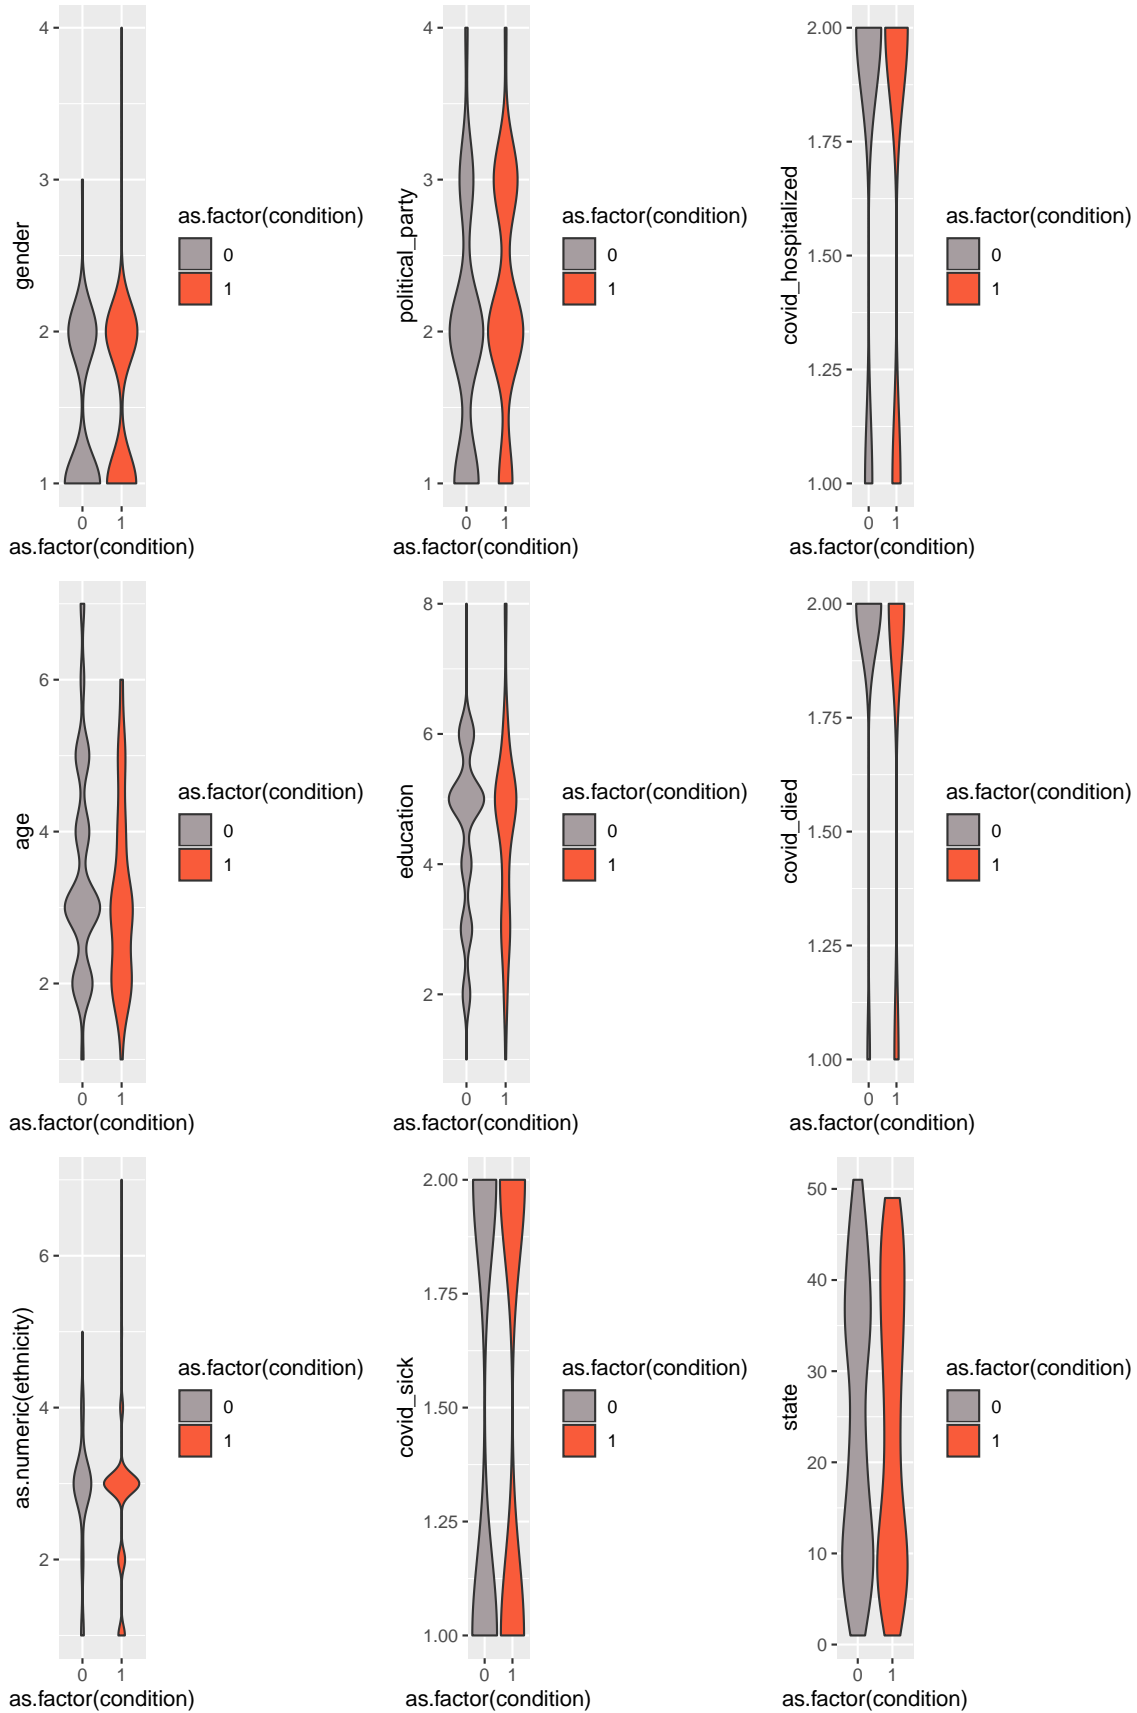 gender
4
3
2
1
0 1
as.factor(condition)
as.factor(condition)
0
1
political_party
4
3
2
1
0 1
as.factor(condition)
as.factor(condition)
0
1
covid_hospitalized
2.00
1.75
1.50
1.25
1.00
0 1
as.factor(condition)
as.factor(condition)
0
1
age
6
4
2
0 1
as.factor(condition)
as.factor(condition)
0
1
education
8
6
4
2
0 1
as.factor(condition)
as.factor(condition)
0
1
covid_died
2.00
1.75
1.50
1.25
1.00
0 1
as.factor(condition)
as.factor(condition)
0
1
as.numeric(ethnicity)
6
4
2
0 1
as.factor(condition)
as.factor(condition)
0
1
covid_sick
2.00
1.75
1.50
1.25
1.00
0 1
as.factor(condition)
as.factor(condition)
0
1
state
50
40
30
20
10
0
0 1
as.factor(condition)
as.factor(condition)
0
1